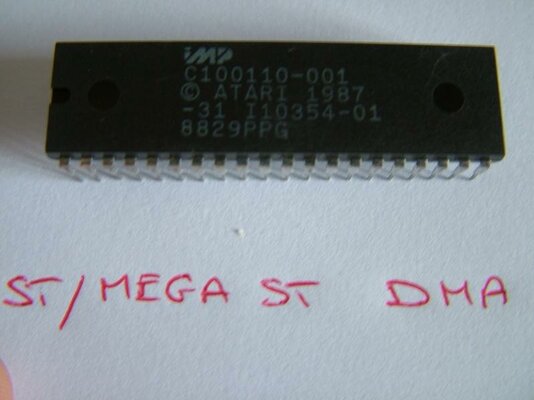 IMP
C100110-001
© ATARI 1987
-31 I10354-01
8829PPG
ST/MEGA ST DMA